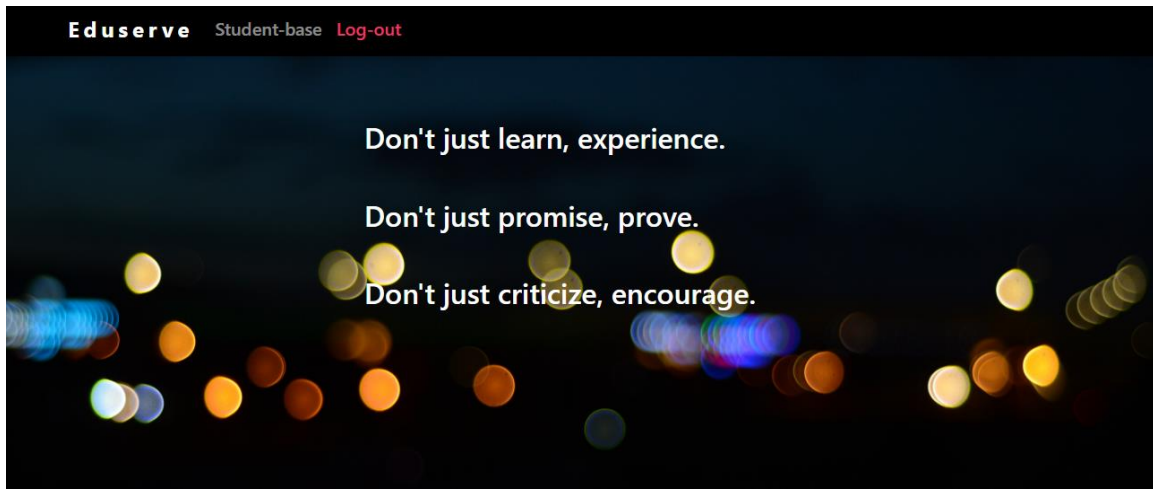 Eduserve Student-base Log-out
Don't just learn, experience.
Don't just promise, prove.
Don't just criticize, encourage.